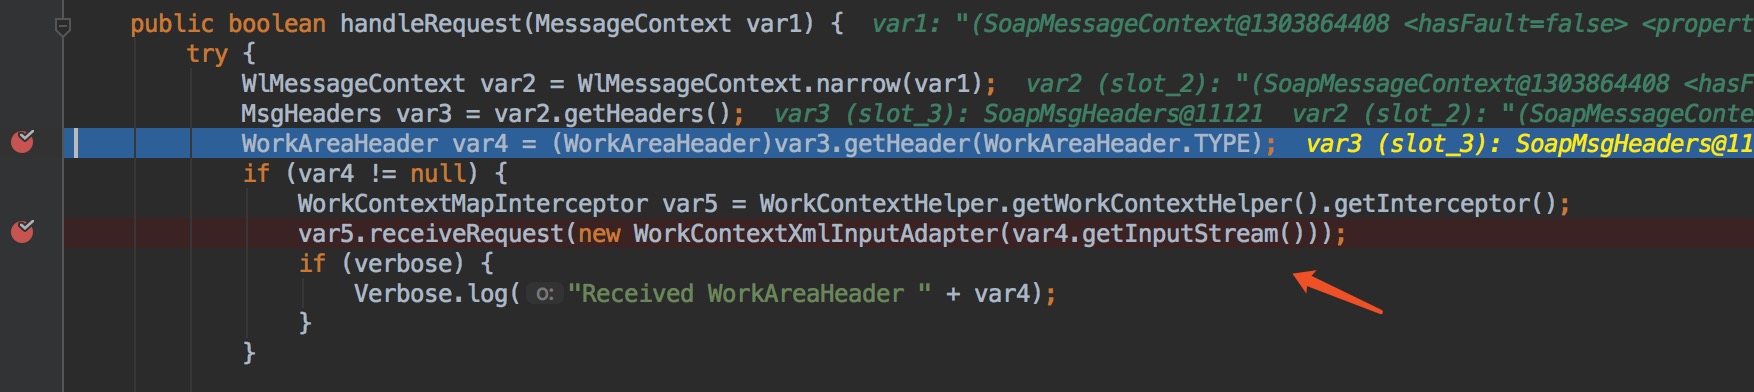 public boolean handleRequest(MessageContext var1) {  var1: "(SoapMessageContext@1303864408 <hasFault=false> <propert
try {
WlMessageContext var2 = WlMessageContext.narrow(var1);  var2 (slot_2): "(SoapMessageContext@1303864408 <hasF
MsgHeaders var3 = var2.getHeaders();  var3 (slot_3): SoapMsgHeaders@11121  var2 (slot_2): "(SoapMessageConte
WorkAreaHeader var4 = (WorkAreaHeader)var3.getHeader(WorkAreaHeader.TYPE);  var3 (slot_3): SoapMsgHeaders@11
if (var4 != null) {
WorkContextMapInterceptor var5 = WorkContextHelper.getWorkContextHelper().getInterceptor();
var5.receiveRequest(new WorkContextXmlInputAdapter(var4.getInputStream()));
if (verbose) {
Verbose.log( o: "Received WorkAreaHeader " + var4);
}
}